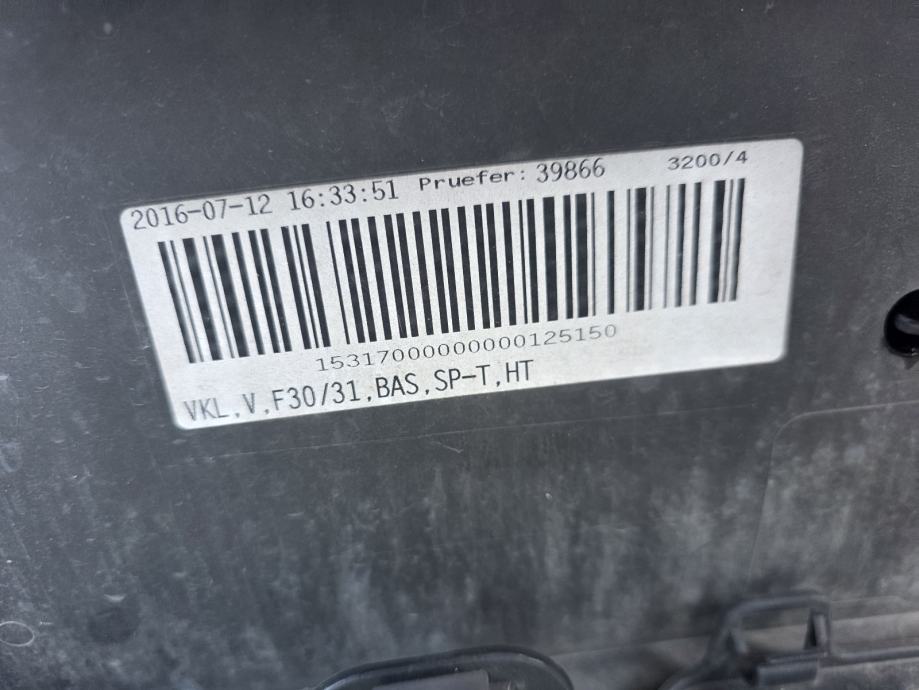 2016-07-12 16:33:51 Pruefer: 39866 3200/4
15317000000000125150
VKL,V,F30/31,BAS,SP-T,HT